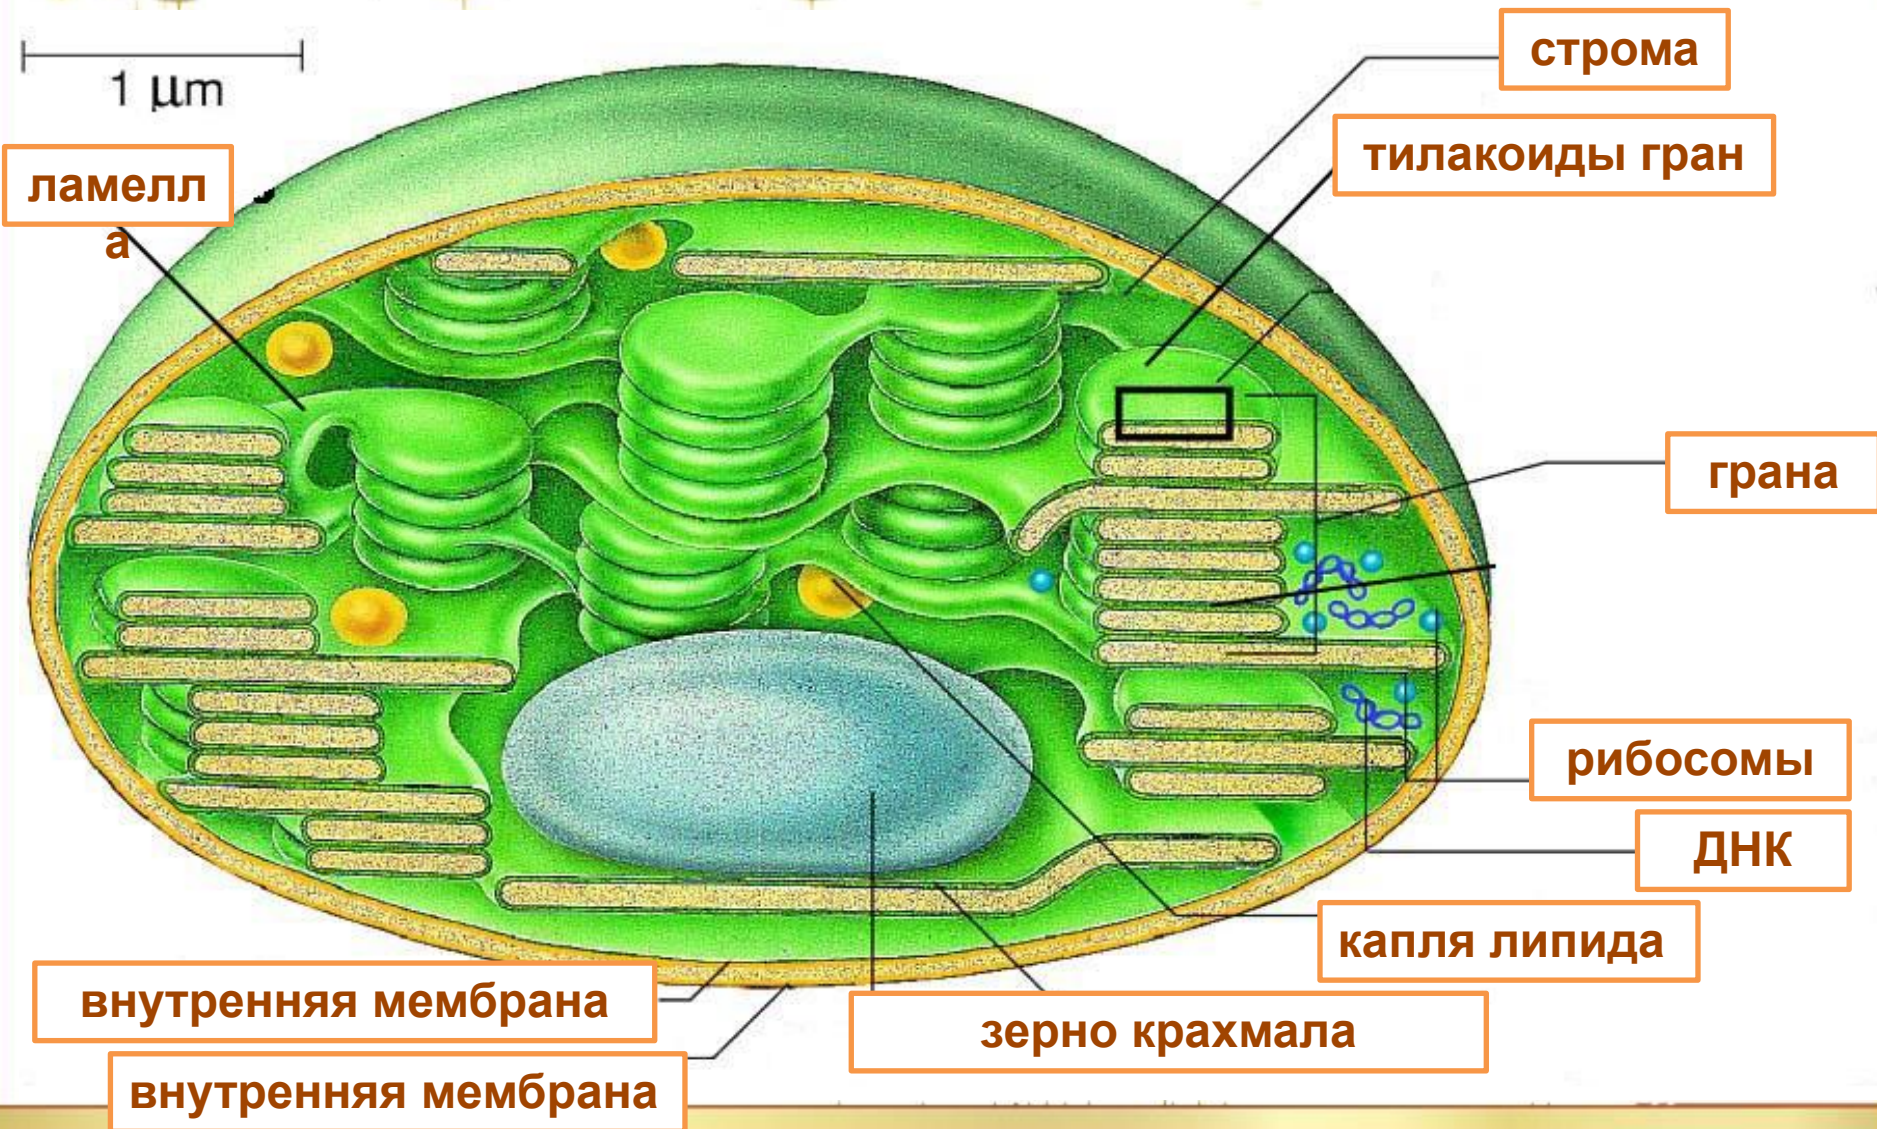 1 µm
строма
тилакоиды гран
ламелл
а
грана
рибосомы
ДНК
капля липида
внутренняя мембрана
зерно крахмала
внутренняя мембрана